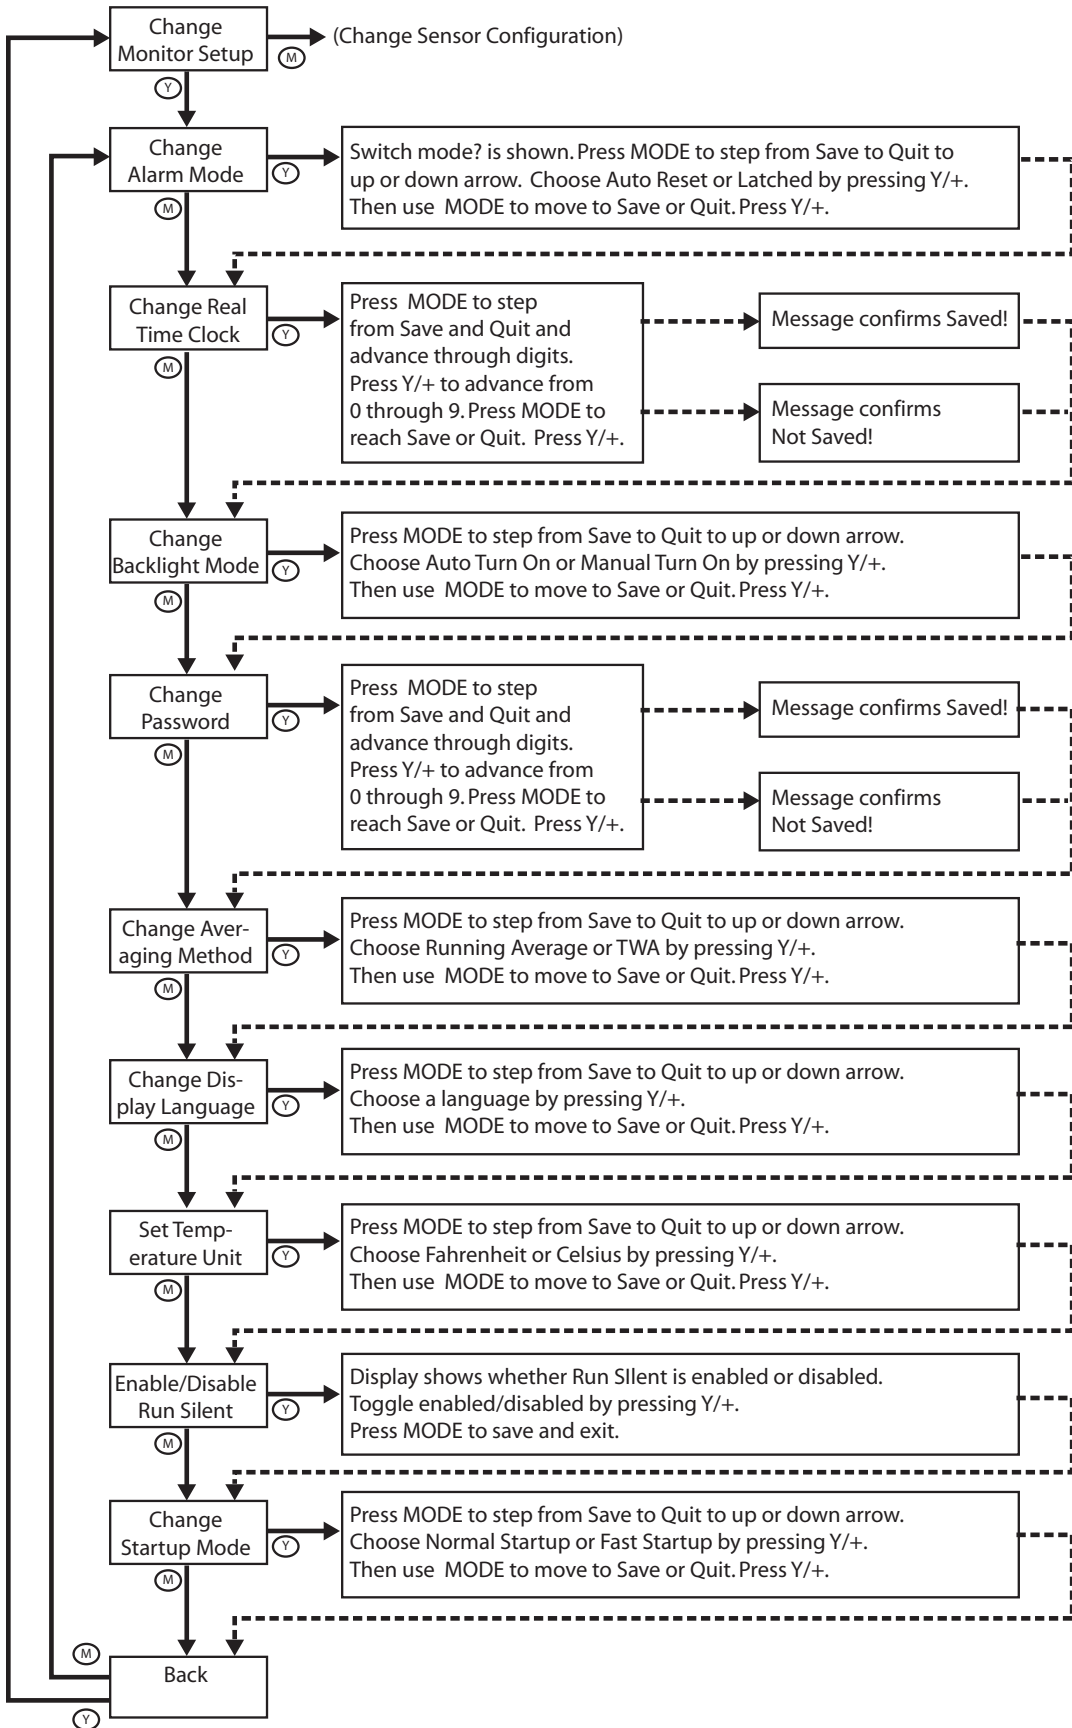 Change
Monitor Setup
M
(Change Sensor Configuration)
Y
Change
Alarm Mode
Y
Switch mode? is shown. Press MODE to step from Save to Quit to
up or down arrow. Choose Auto Reset or Latched by pressing Y/+.
Then use MODE to move to Save or Quit. Press Y/+.
M
Change Real
Time Clock
Y
Press MODE to step
from Save and Quit and
advance through digits.
Press Y/+ to advance from
0 through 9. Press MODE to
reach Save or Quit. Press Y/+.
Message confirms Saved!
Message confirms
Not Saved!
M
Change
Backlight Mode
Y
Press MODE to step from Save to Quit to up or down arrow.
Choose Auto Turn On or Manual Turn On by pressing Y/+.
Then use MODE to move to Save or Quit. Press Y/+.
M
Change
Password
Y
Press MODE to step
from Save and Quit and
advance through digits.
Press Y/+ to advance from
0 through 9. Press MODE to
reach Save or Quit. Press Y/+.
Message confirms Saved!
Message confirms
Not Saved!
M
Change Aver-
aging Method
Y
Press MODE to step from Save to Quit to up or down arrow.
Choose Running Average or TWA by pressing Y/+.
Then use MODE to move to Save or Quit. Press Y/+.
M
Change Dis-
play Language
Y
Press MODE to step from Save to Quit to up or down arrow.
Choose a language by pressing Y/+.
Then use MODE to move to Save or Quit. Press Y/+.
M
Set Temp-
erature Unit
Y
Press MODE to step from Save to Quit to up or down arrow.
Choose Fahrenheit or Celsius by pressing Y/+.
Then use MODE to move to Save or Quit. Press Y/+.
M
Enable/Disable
Run Silent
Y
Display shows whether Run SIlent is enabled or disabled.
Toggle enabled/disabled by pressing Y/+.
Press MODE to save and exit.
M
Change
Startup Mode
Y
Press MODE to step from Save to Quit to up or down arrow.
Choose Normal Startup or Fast Startup by pressing Y/+.
Then use MODE to move to Save or Quit. Press Y/+.
M
M
Back
Y